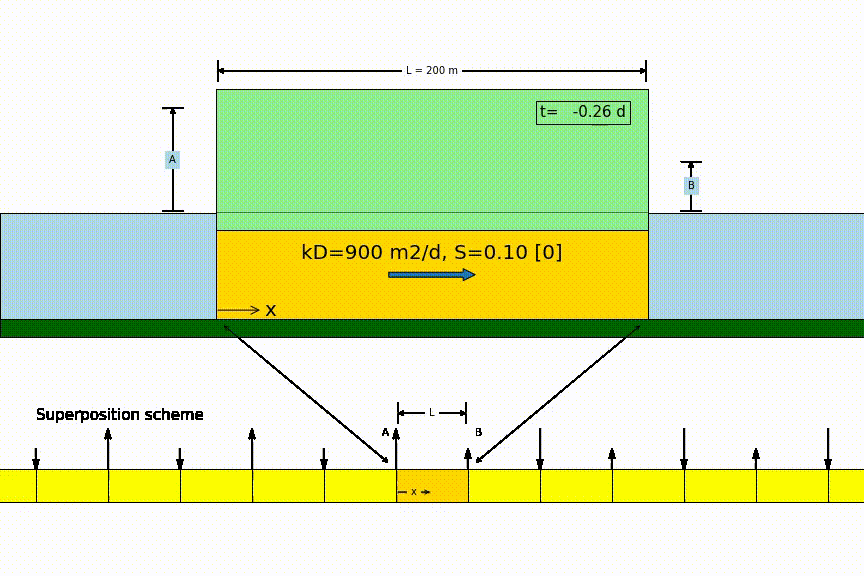 L = 200 m
t= -0.26 d
A
B
kD=900 m2/d, S=0.10 [0]
x
Superposition scheme
L
A
B
x